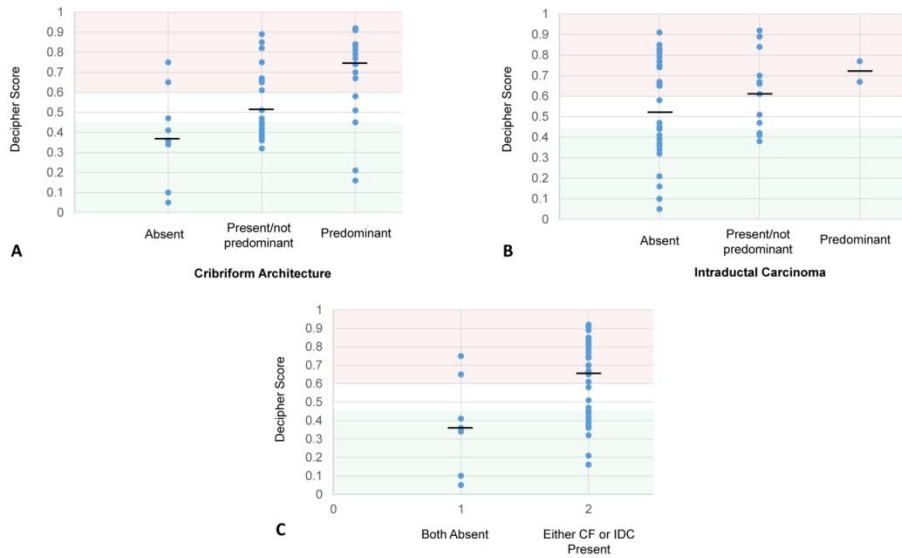 1
0.9
0.8
0.7
0.6
0.5
0.4
0.3
0.2
0.1
0
Decipher Score
Absent
Present/not
predominant
Predominant
A
Cribriform Architecture
1
0.9
0.8
0.7
0.6
0.5
0.4
0.3
0.2
0.1
0
Decipher Score
Absent
Present/not
predominant
Predominant
B
Intraductal Carcinoma
1
0.9
0.8
0.7
0.6
0.5
0.4
0.3
0.2
0.1
0
Decipher Score
0
1
2
C
Both Absent
Either CF or IDC
Present